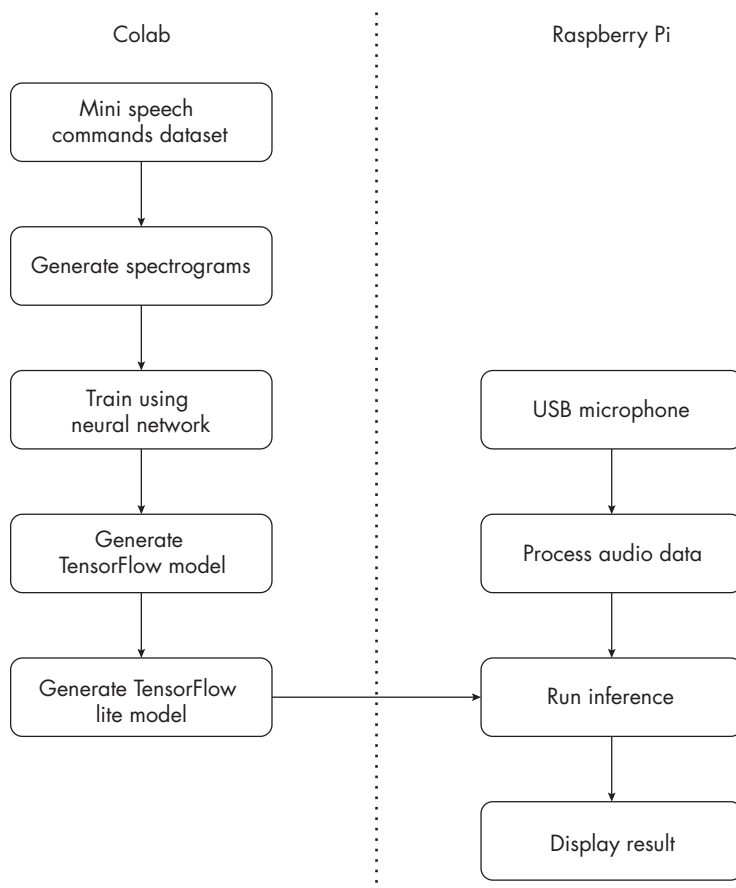 Colab
Mini speech
commands dataset
Generate spectrograms
Train using
neural network
Generate
TensorFlow model
Generate TensorFlow
lite model
Raspberry Pi
USB microphone
Process audio data
Run inference
Display result